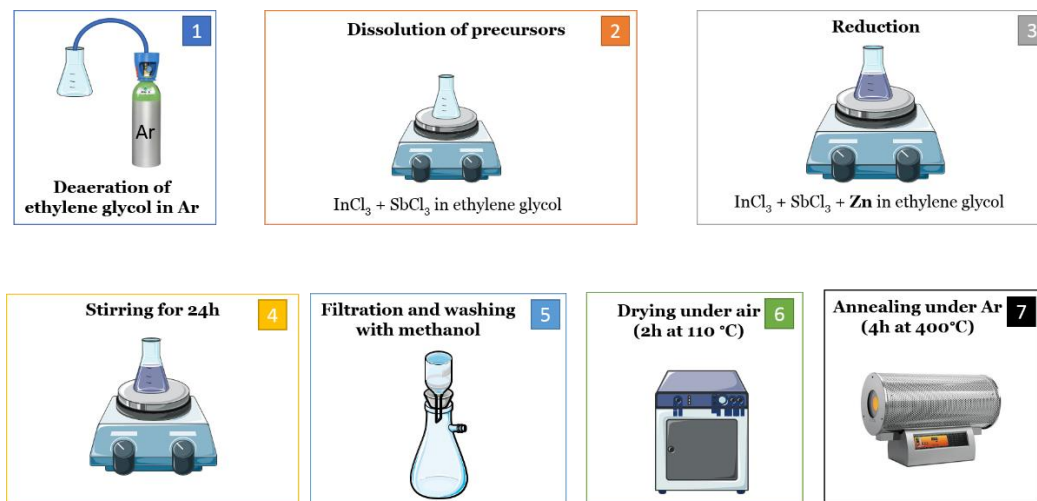 1
Ar
Deaeration of
ethylene glycol in Ar
Dissolution of precursors
2
InCl₃ + SbCl₃ in ethylene glycol
Reduction
3
InCl₃ + SbCl₃ + Zn in ethylene glycol
Stirring for 24h
4
Filtration and washing
with methanol
5
Drying under air
(2h at 110 °C)
6
Annealing under Ar
(4h at 400°C)
7